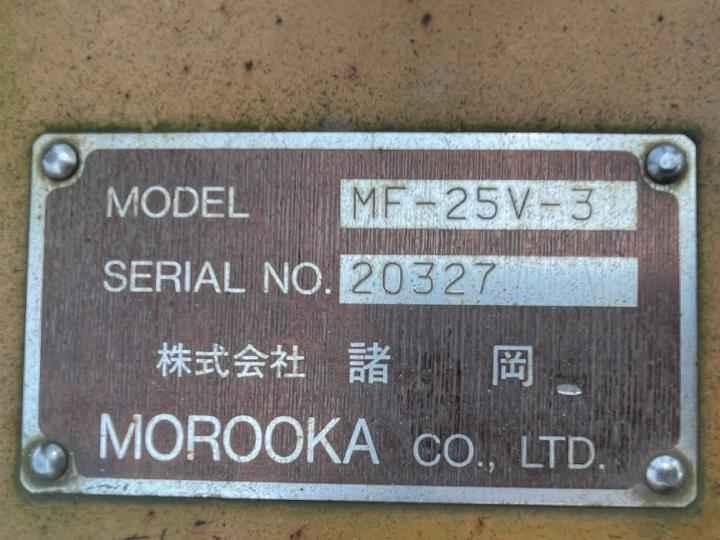 MODEL MF-25V-3
SERIAL NO. 20327
株式会社 諸 岡
MOROOKA CO., LTD.